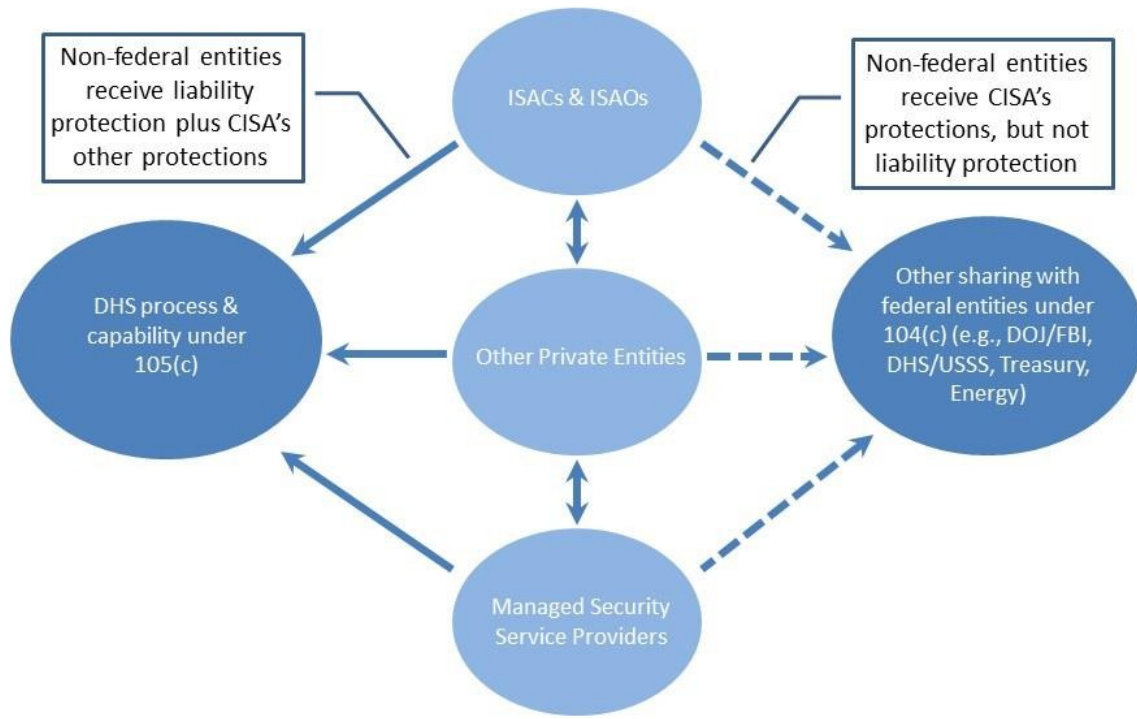 Non-federal entities
receive liability
protection plus CISA's
other protections
ISACs & ISAOs
Non-federal entities
receive CISA's
protections, but not
liability protection
DHS process &
capability under
105(c)
Other Private Entities
Other sharing with
federal entities under
104(c) (e.g., DOJ/FBI,
DHS/USSS, Treasury,
Energy)
Managed Security
Service Providers